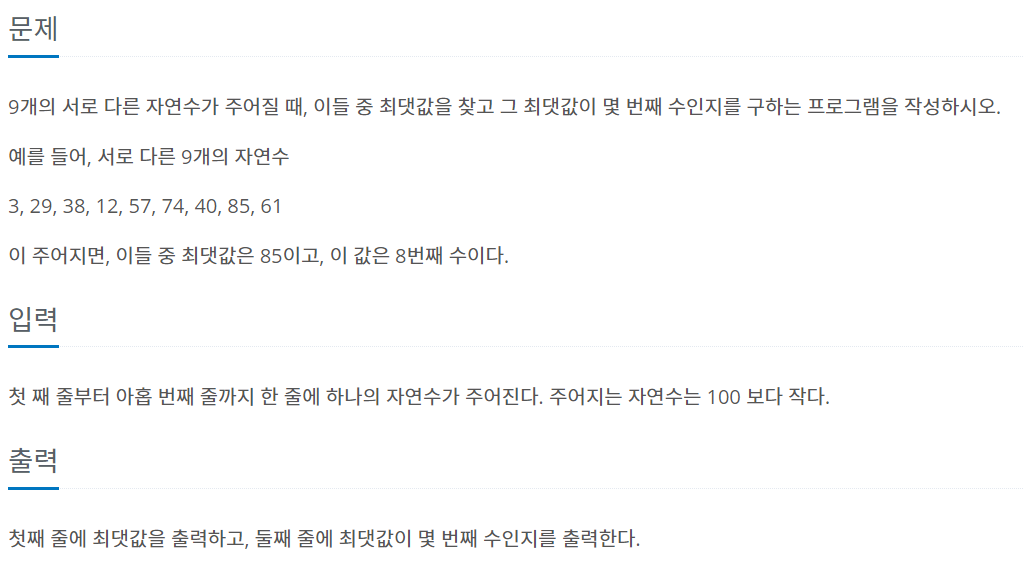 문제
9개의 서로 다른 자연수가 주어질 때, 이들 중 최댓값을 찾고 그 최댓값이 몇 번째 수인지를 구하는 프로그램을 작성하시오.
예를 들어, 서로 다른 9개의 자연수
3, 29, 38, 12, 57, 74, 40, 85, 61
이 주어지면, 이들 중 최댓값은 85이고, 이 값은 8번째 수이다.
입력
첫 째 줄부터 아홉 번째 줄까지 한 줄에 하나의 자연수가 주어진다. 주어지는 자연수는 100 보다 작다.
출력
첫째 줄에 최댓값을 출력하고, 둘째 줄에 최댓값이 몇 번째 수인지를 출력한다.